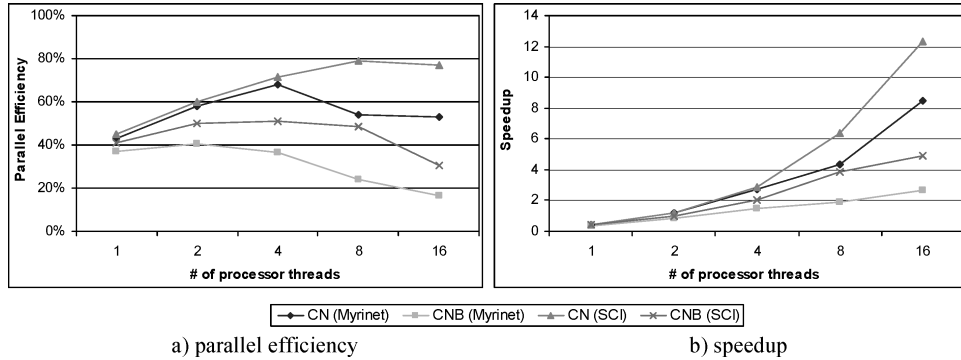 100%
80%
60%
40%
20%
0%
Parallel Efficiency
1 2 4 8 16
# of processor threads
14
12
10
8
6
4
2
0
Speedup
1 2 4 8 16
# of processor threads
CN (Myrinet) CNB (Myrinet) CN (SCI) CNB (SCI)
a) parallel efficiency
b) speedup